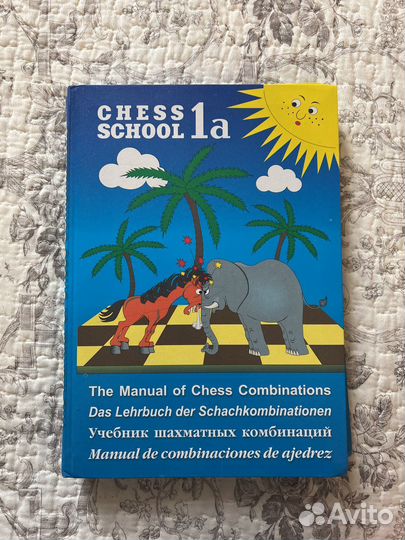 CHESS
SCHOOL 1a
The Manual of Chess Combinations
Das Lehrbuch der Schachkombinationen
Учебник шахматных комбинаций
Manual de combinaciones de ajedrez
Avito